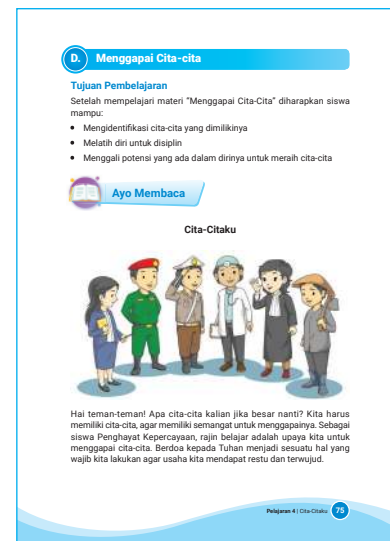 D. Menggapai Cita-cita
Tujuan Pembelajaran
Setelah mempelajari materi "Menggapai Cita-Cita" diharapkan siswa
mampu:
• Mengidentifikasi cita-cita yang dimilikinya
• Melatih diri untuk disiplin
• Menggali potensi yang ada dalam dirinya untuk meraih cita-cita
Ayo Membaca
Cita-Citaku
Hai teman-teman! Apa cita-cita kalian jika besar nanti? Kita harus
memiliki cita-cita, agar memiliki semangat untuk menggapainya. Sebagai
siswa Penghayat Kepercayaan, rajin belajar adalah upaya kita untuk
menggapai cita-cita. Berdoa kepada Tuhan menjadi sesuatu hal yang
wajib kita lakukan agar usaha kita mendapat restu dan terwujud.
Pelajaran 4 | Cita-Citaku 75